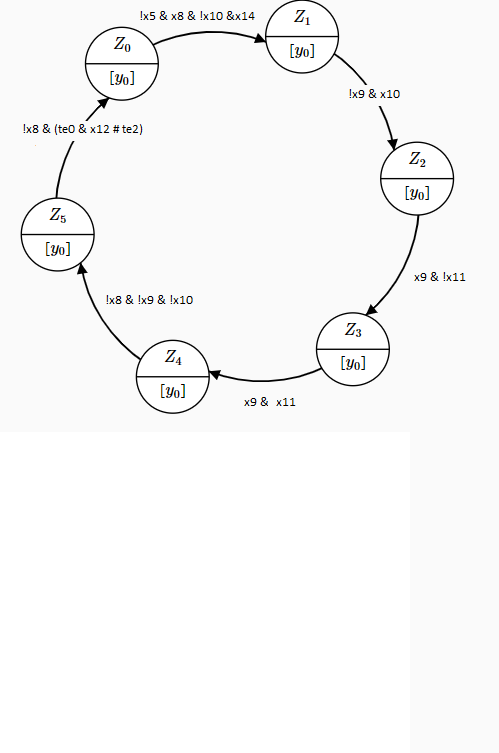 !x5 & x8 & !x10 &x14
Z₀
[y₀]
Z₁
[y₀]
!x9 & x10
Z₂
[y₀]
x9 & !x11
Z₃
[y₀]
x9 & x11
Z₄
[y₀]
!x8 & !x9 & !x10
Z₅
[y₀]
!x8 & (te0 & x12 # te2)